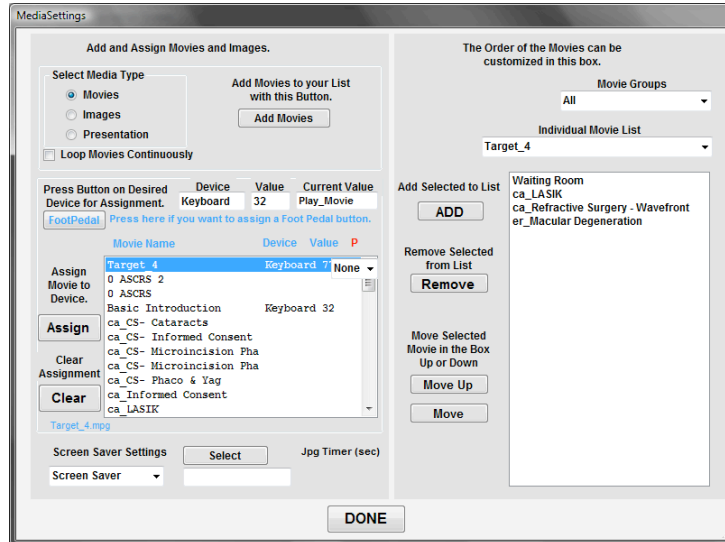 MediaSettings
Add and Assign Movies and Images.
Select Media Type
Movies
Images
Presentation
Loop Movies Continuously
Add Movies to your List
with this Button.
Add Movies
Press Button on Desired
Device for Assignment.
Device
Value
Current Value
Keyboard
32
Play_Movie
FootPedal
Press here if you want to assign a Foot Pedal button.
Movie Name
Device
Value
P
Assign
Movie to
Device.
Assign
Clear
Assignment
Clear
Target_4 Keyboard
None
0 ASCRS 2
0 ASCRS
Basic Introduction Keyboard 32
ca_CS- Cataracts
ca_CS- Informed Consent
ca_CS- Microincision Pha
ca_CS- Microincision Pha
ca_CS- Phaco & Yag
ca_Informed Consent
ca_LASIK
Target_4.mpg
Screen Saver Settings
Select
Jpg Timer (sec)
Screen Saver
The Order of the Movies can be
customized in this box.
Movie Groups
All
Individual Movie List
Target_4
Add Selected to List
ADD
Remove Selected
from List
Remove
Move Selected
Movie in the Box
Up or Down
Move Up
Move
Waiting Room
ca_LASIK
ca_Refractive Surgery - Wavefront
er_Macular Degeneration
DONE